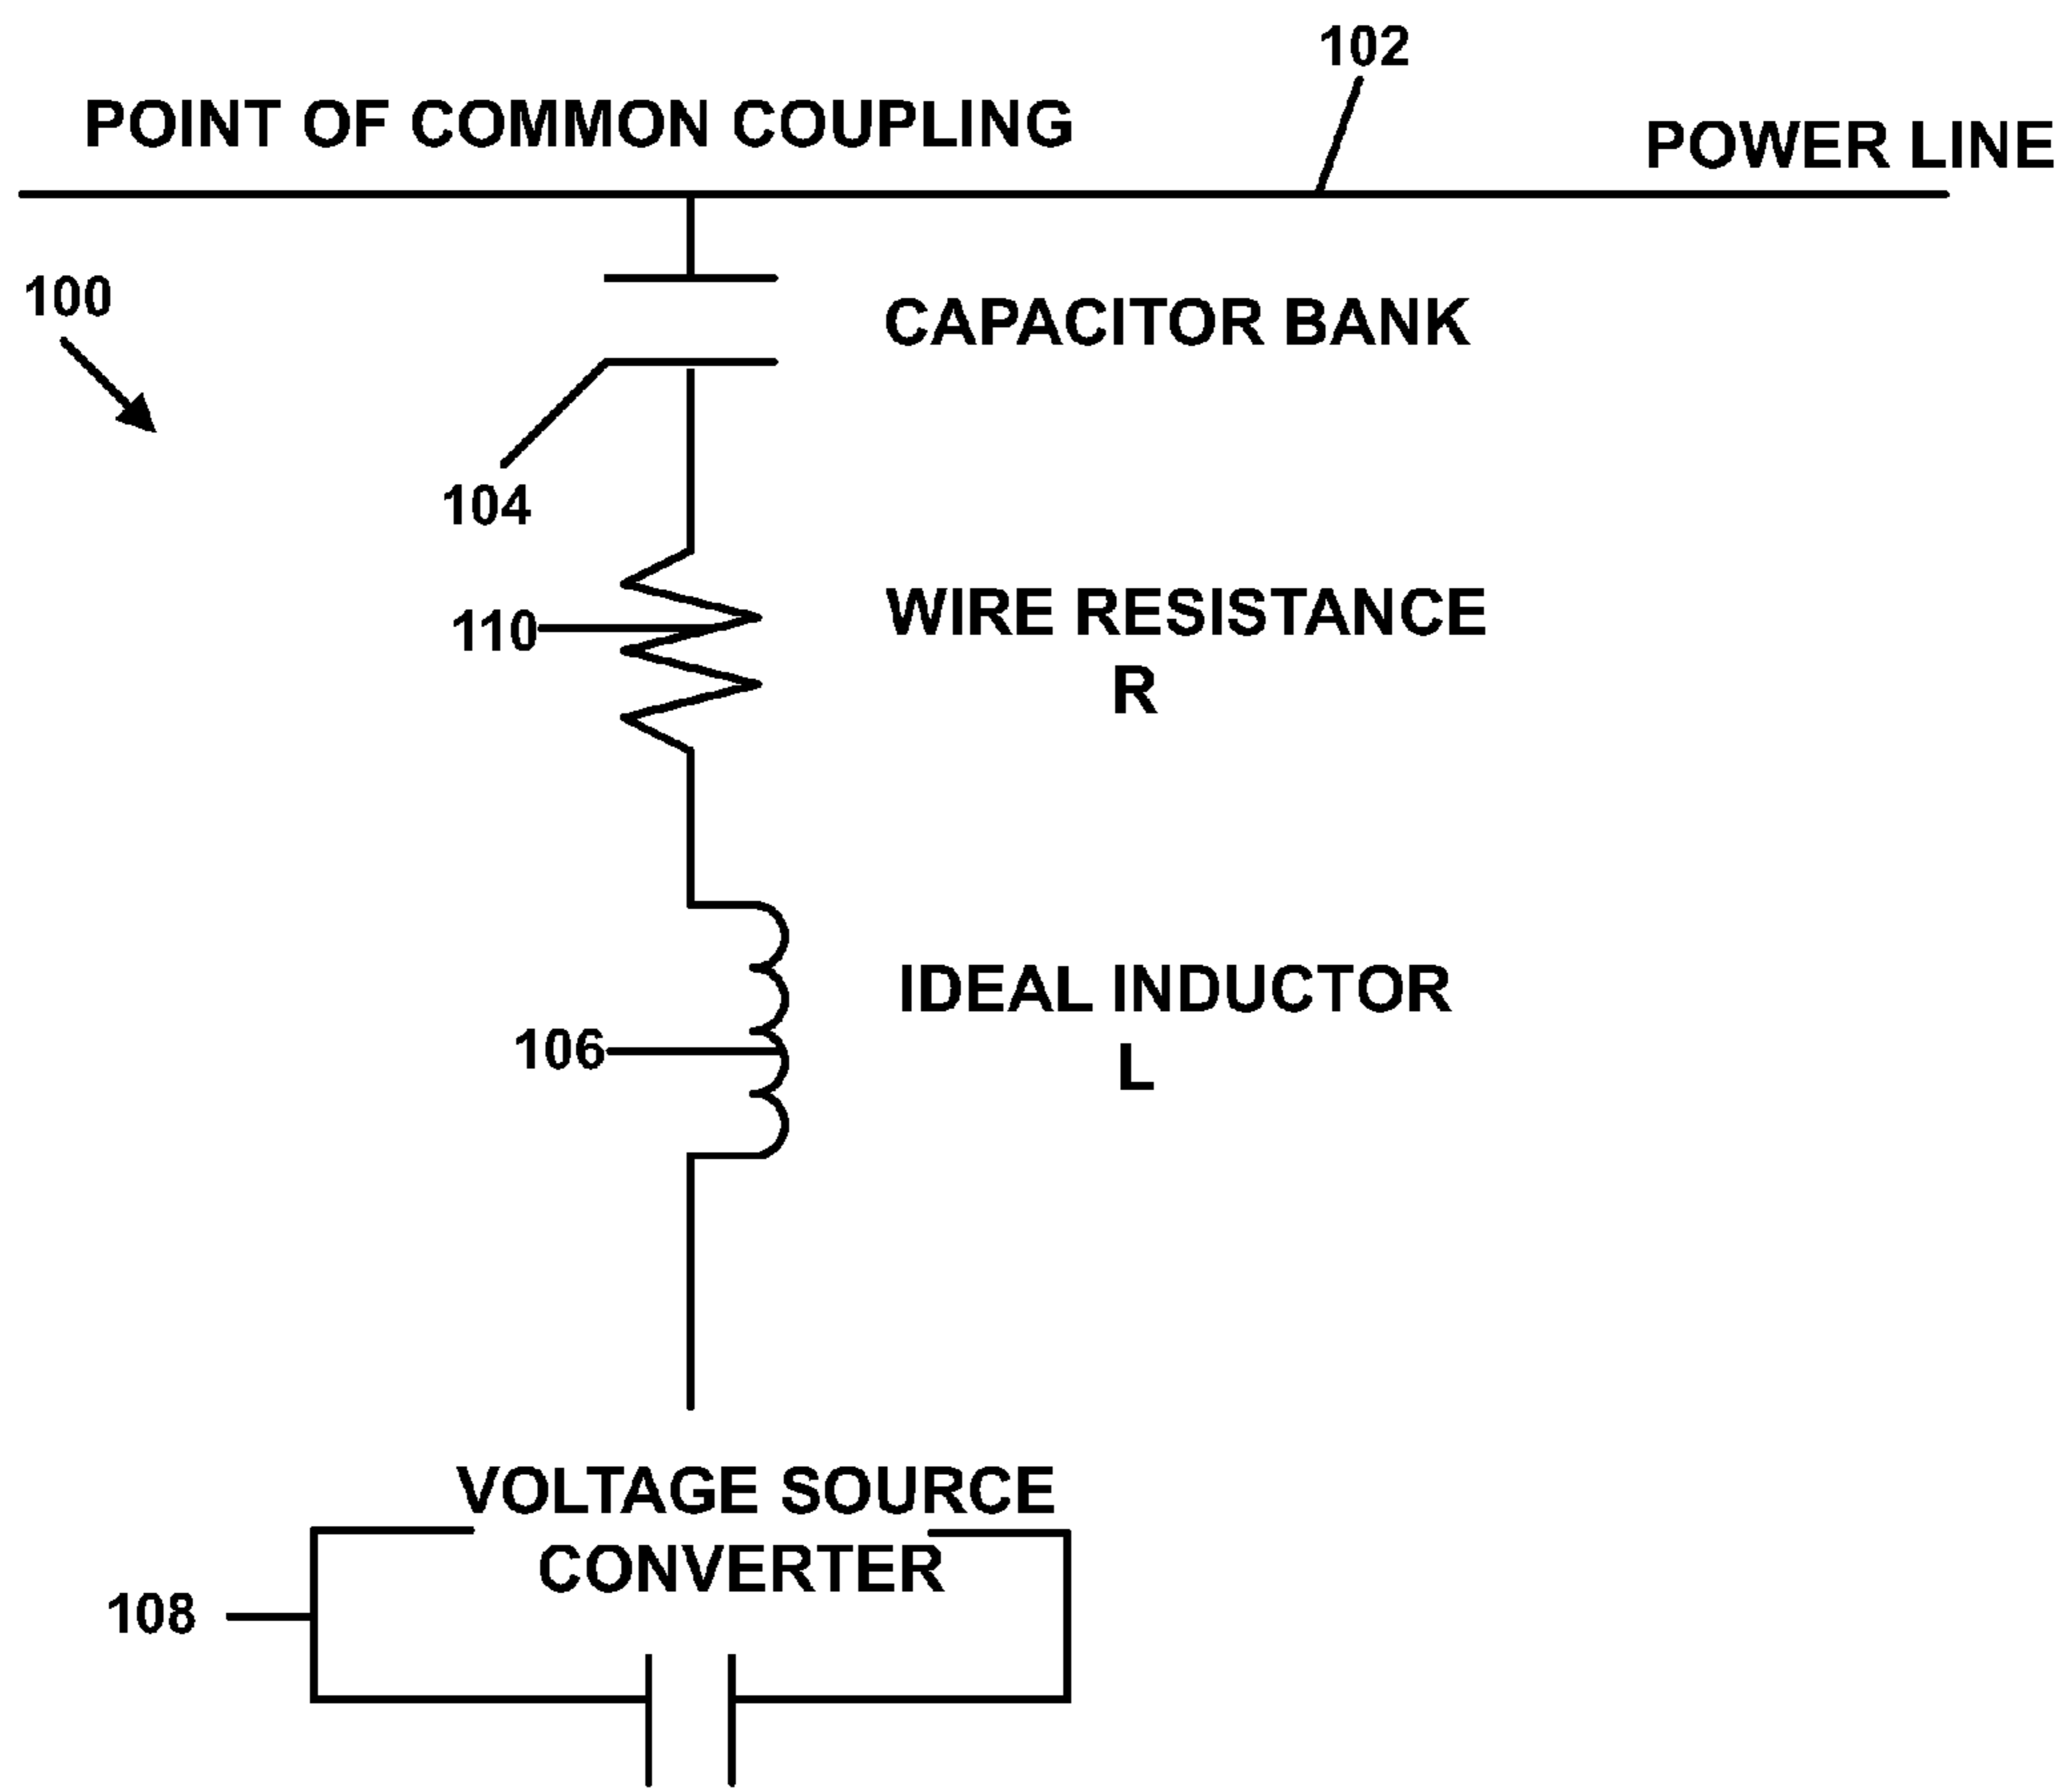 102
POINT OF COMMON COUPLING
POWER LINE
100
CAPACITOR BANK
104
WIRE RESISTANCE
110
R
IDEAL INDUCTOR
106
L
VOLTAGE SOURCE
CONVERTER
108